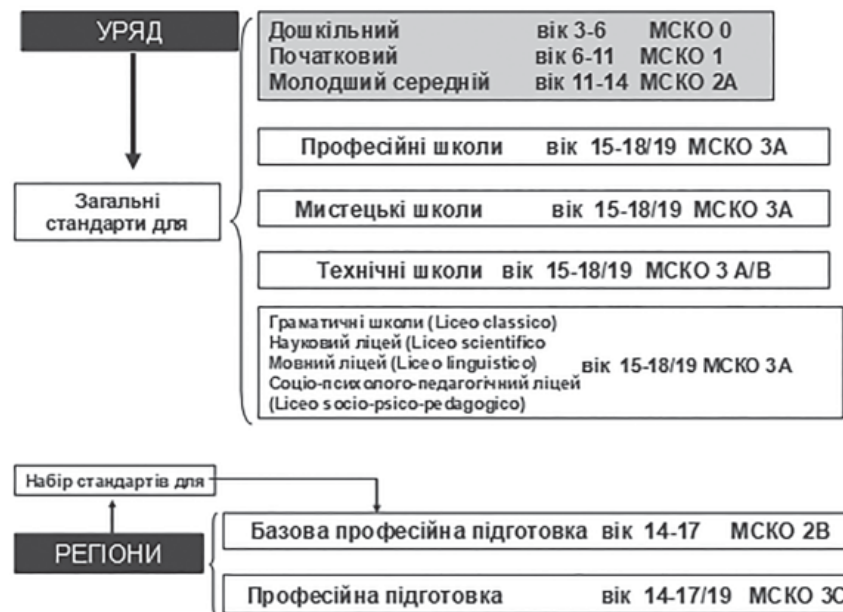 УРЯД
Дошкільний вік 3-6 МСКО 0
Початковий вік 6-11 МСКО 1
Молодший середній вік 11-14 МСКО 2А
Професійні школи вік 15-18/19 МСКО 3А
Загальні
стандарти для
Мистецькі школи вік 15-18/19 МСКО 3А
Технічні школи вік 15-18/19 МСКО 3 А/В
Граматичні школи (Liceo classico)
Науковий ліцей (Liceo scientifico
Мовний ліцей (Liceo linguistico)
вік 15-18/19 МСКО 3А
Соціо-психолого-педагогічний ліцей
(Liceo socio-psico-pedagogico)
Набір стандартів для
Базова професійна підготовка вік 14-17 МСКО 2В
РЕГІОНИ
Професійна підготовка вік 14-17/19 МСКО 3С